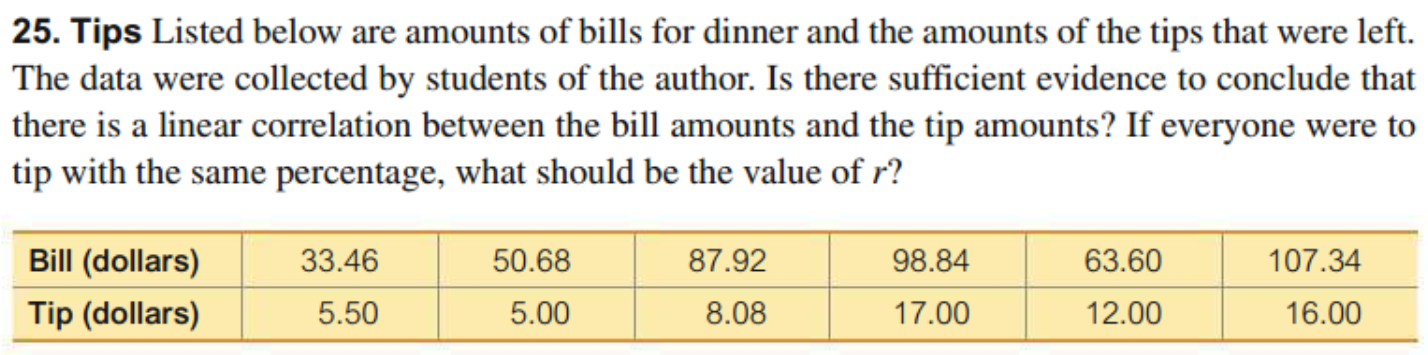 25. Tips Listed below are amounts of bills for dinner and the amounts of the tips that were left.
The data were collected by students of the author. Is there sufficient evidence to conclude that
there is a linear correlation between the bill amounts and the tip amounts? If everyone were to
tip with the same percentage, what should be the value of r?
Bill (dollars) 33.46 50.68 87.92 98.84 63.60 107.34
Tip (dollars) 5.50 5.00 8.08 17.00 12.00 16.00